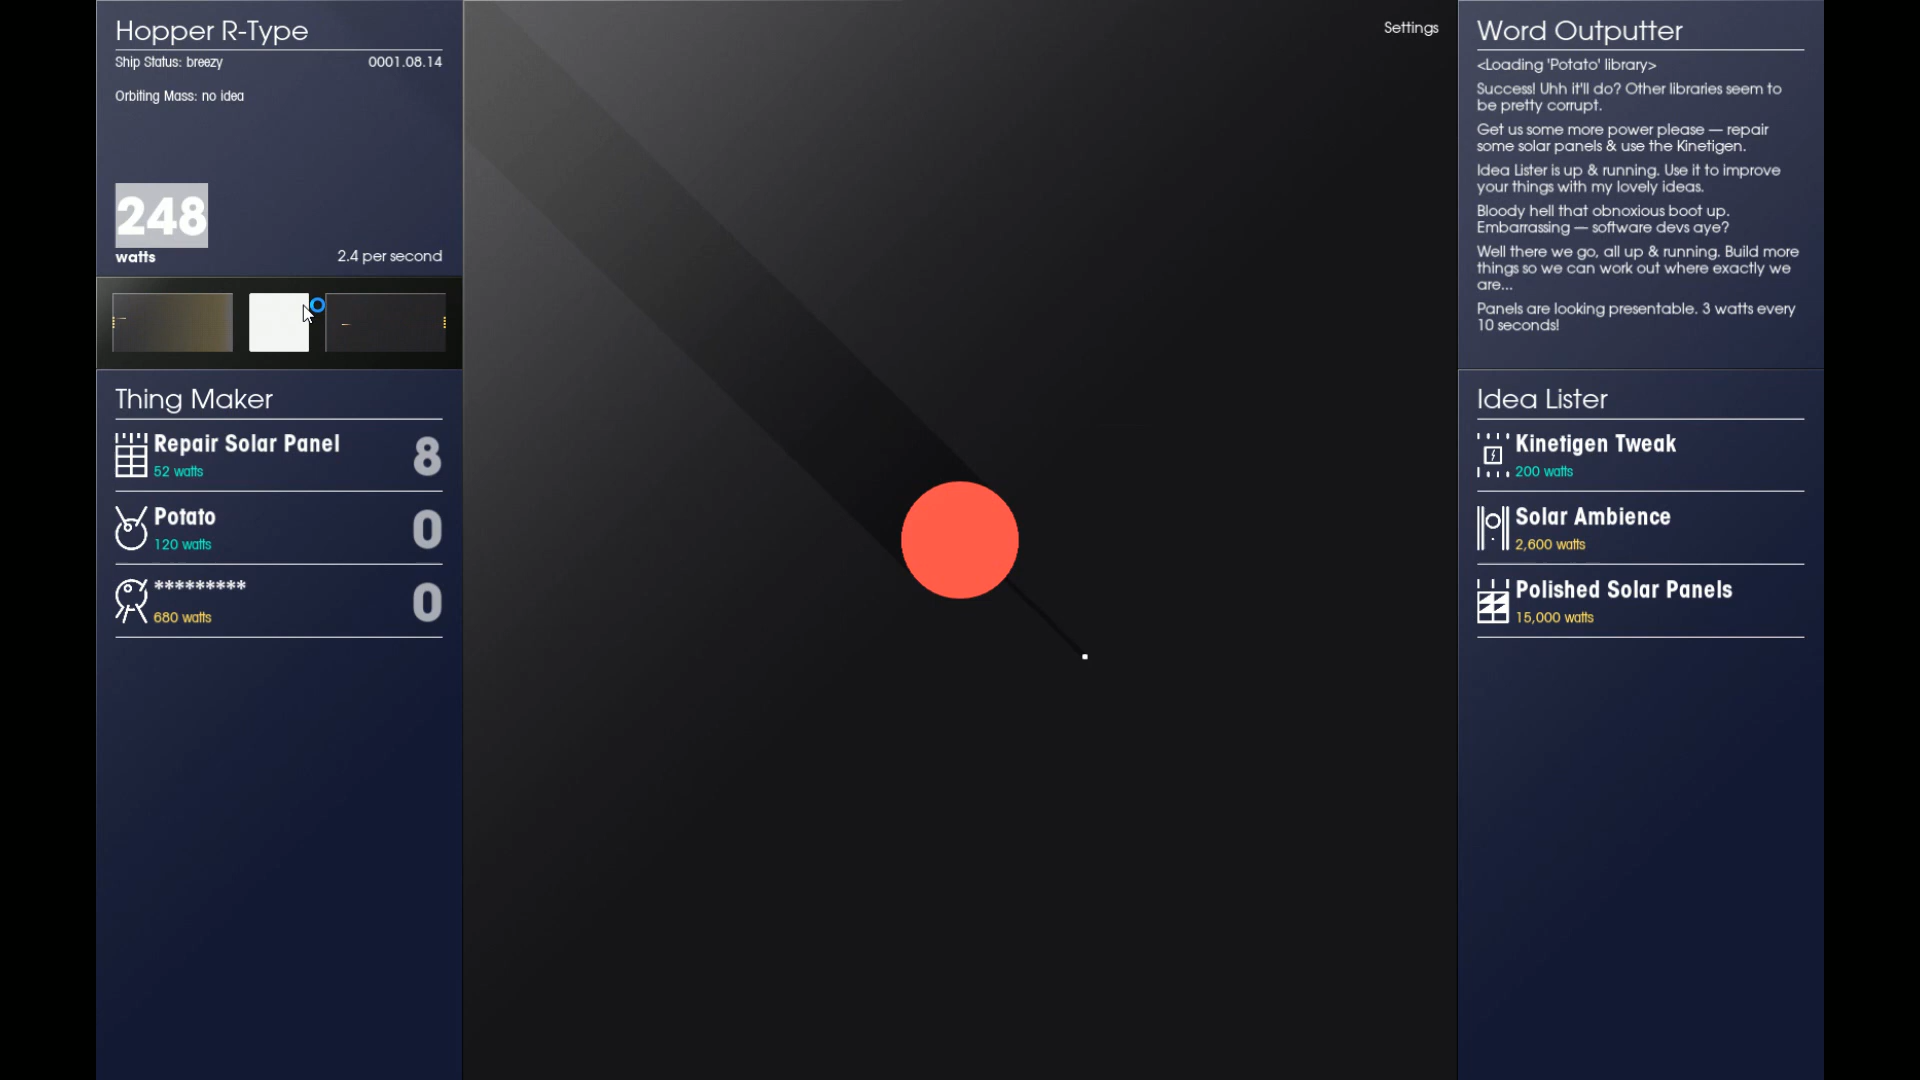 Hopper R-Type
Ship Status: breezy 0001.08.14
Orbiting Mass: no idea
248
watts 2.4 per second
Thing Maker
Repair Solar Panel 8
52 watts
Potato 0
120 watts
********* 0
680 watts
Settings
Word Outputter
<Loading 'Potato' library>
Success! Uhh it'll do? Other libraries seem to
be pretty corrupt.
Get us some more power please — repair
some solar panels & use the Kinetigen.
Idea Lister is up & running. Use it to improve
your things with my lovely ideas.
Bloody hell that obnoxious boot up.
Embarrassing — software devs aye?
Well there we go, all up & running. Build more
things so we can work out where exactly we
are...
Panels are looking presentable. 3 watts every
10 seconds!
Idea Lister
Kinetigen Tweak
200 watts
Solar Ambience
2,600 watts
Polished Solar Panels
15,000 watts